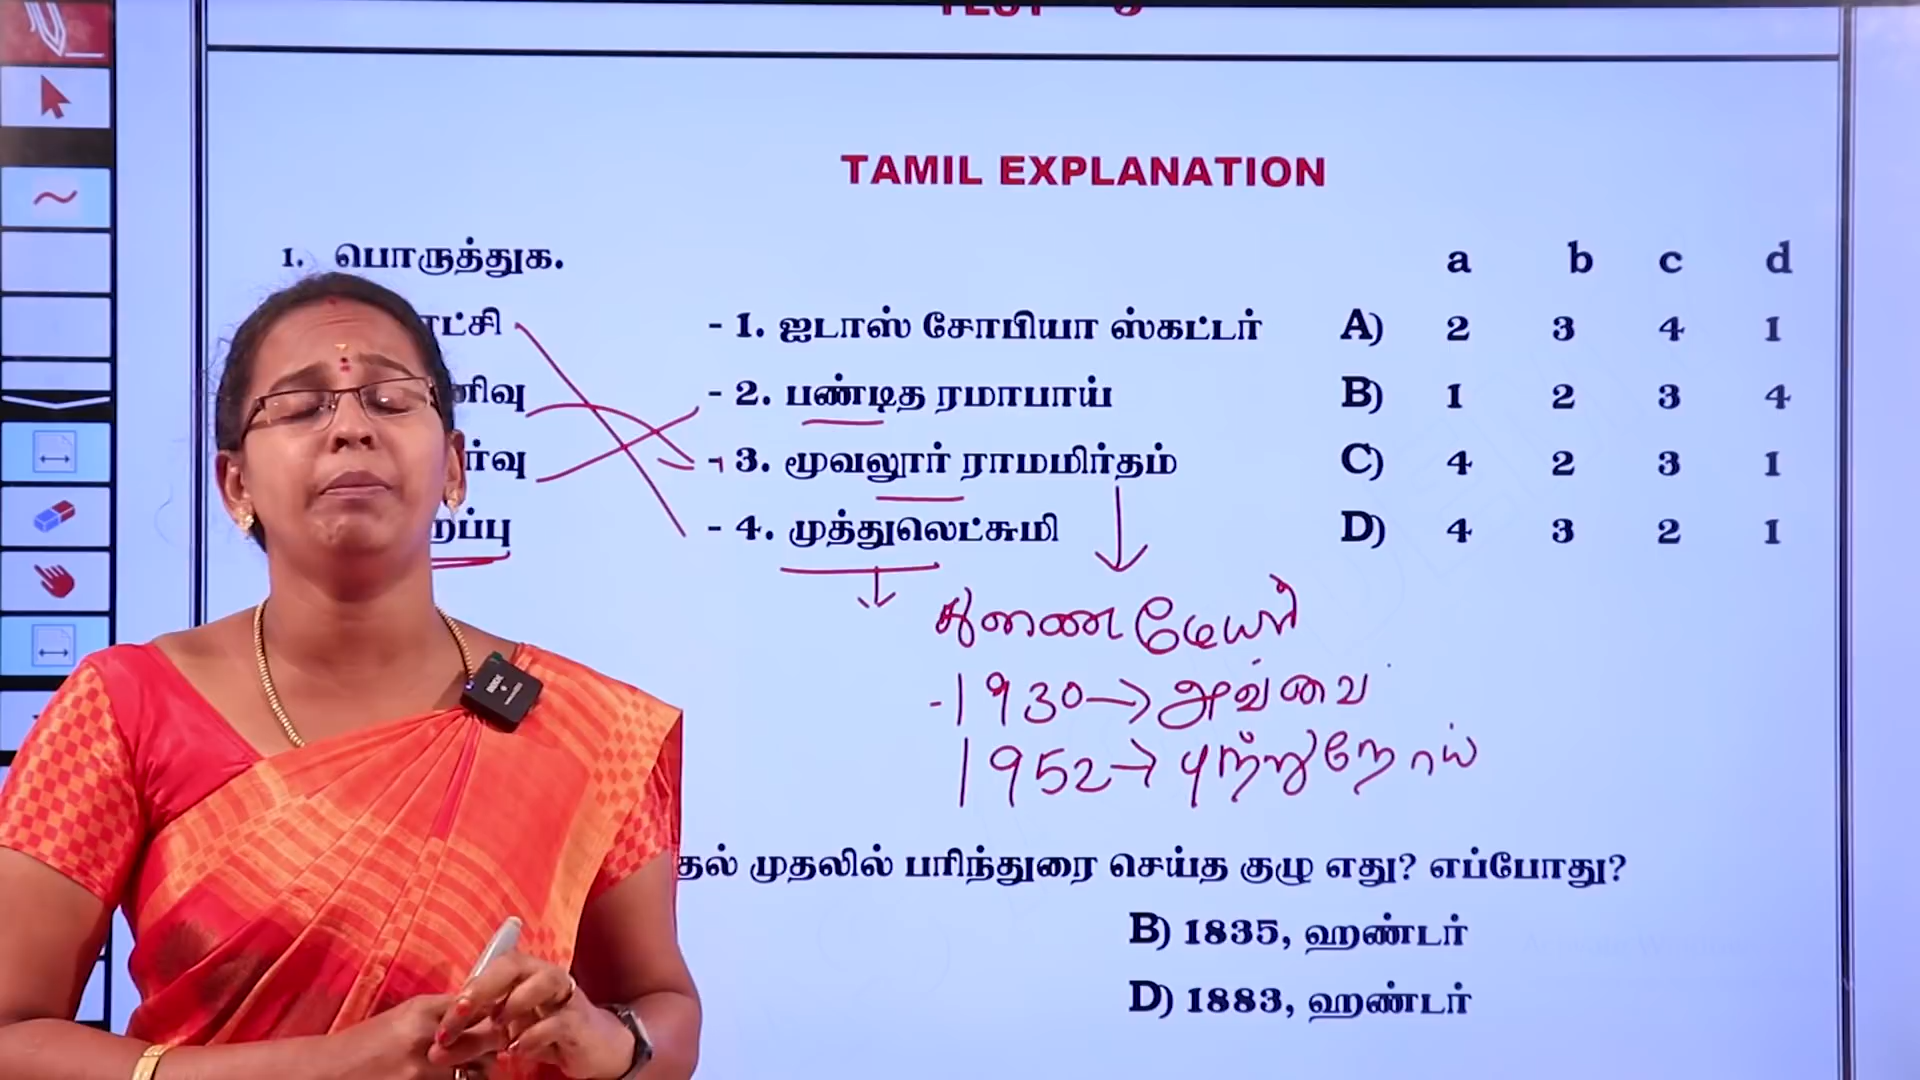 TEST - 3
TAMIL EXPLANATION
1. பொருத்துக. a b c d
ாட்சி - 1. ஐடாஸ் சோபியா ஸ்கட்டர் A) 2 3 4 1
ணிவு - 2. பண்டித ரமாபாய் B) 1 2 3 4
ர்வு - 3. மூவலூர் ராமமிர்தம் C) 4 2 3 1
றப்பு - 4. முத்துலெட்சுமி D) 4 3 2 1
துணை மேயர்
- 1930 → அவ்வை
1952 → புற்றுநோய்
தல் முதலில் பரிந்துரை செய்த குழு எது? எப்போது?
B) 1835, ஹண்டர்
D) 1883, ஹண்டர்